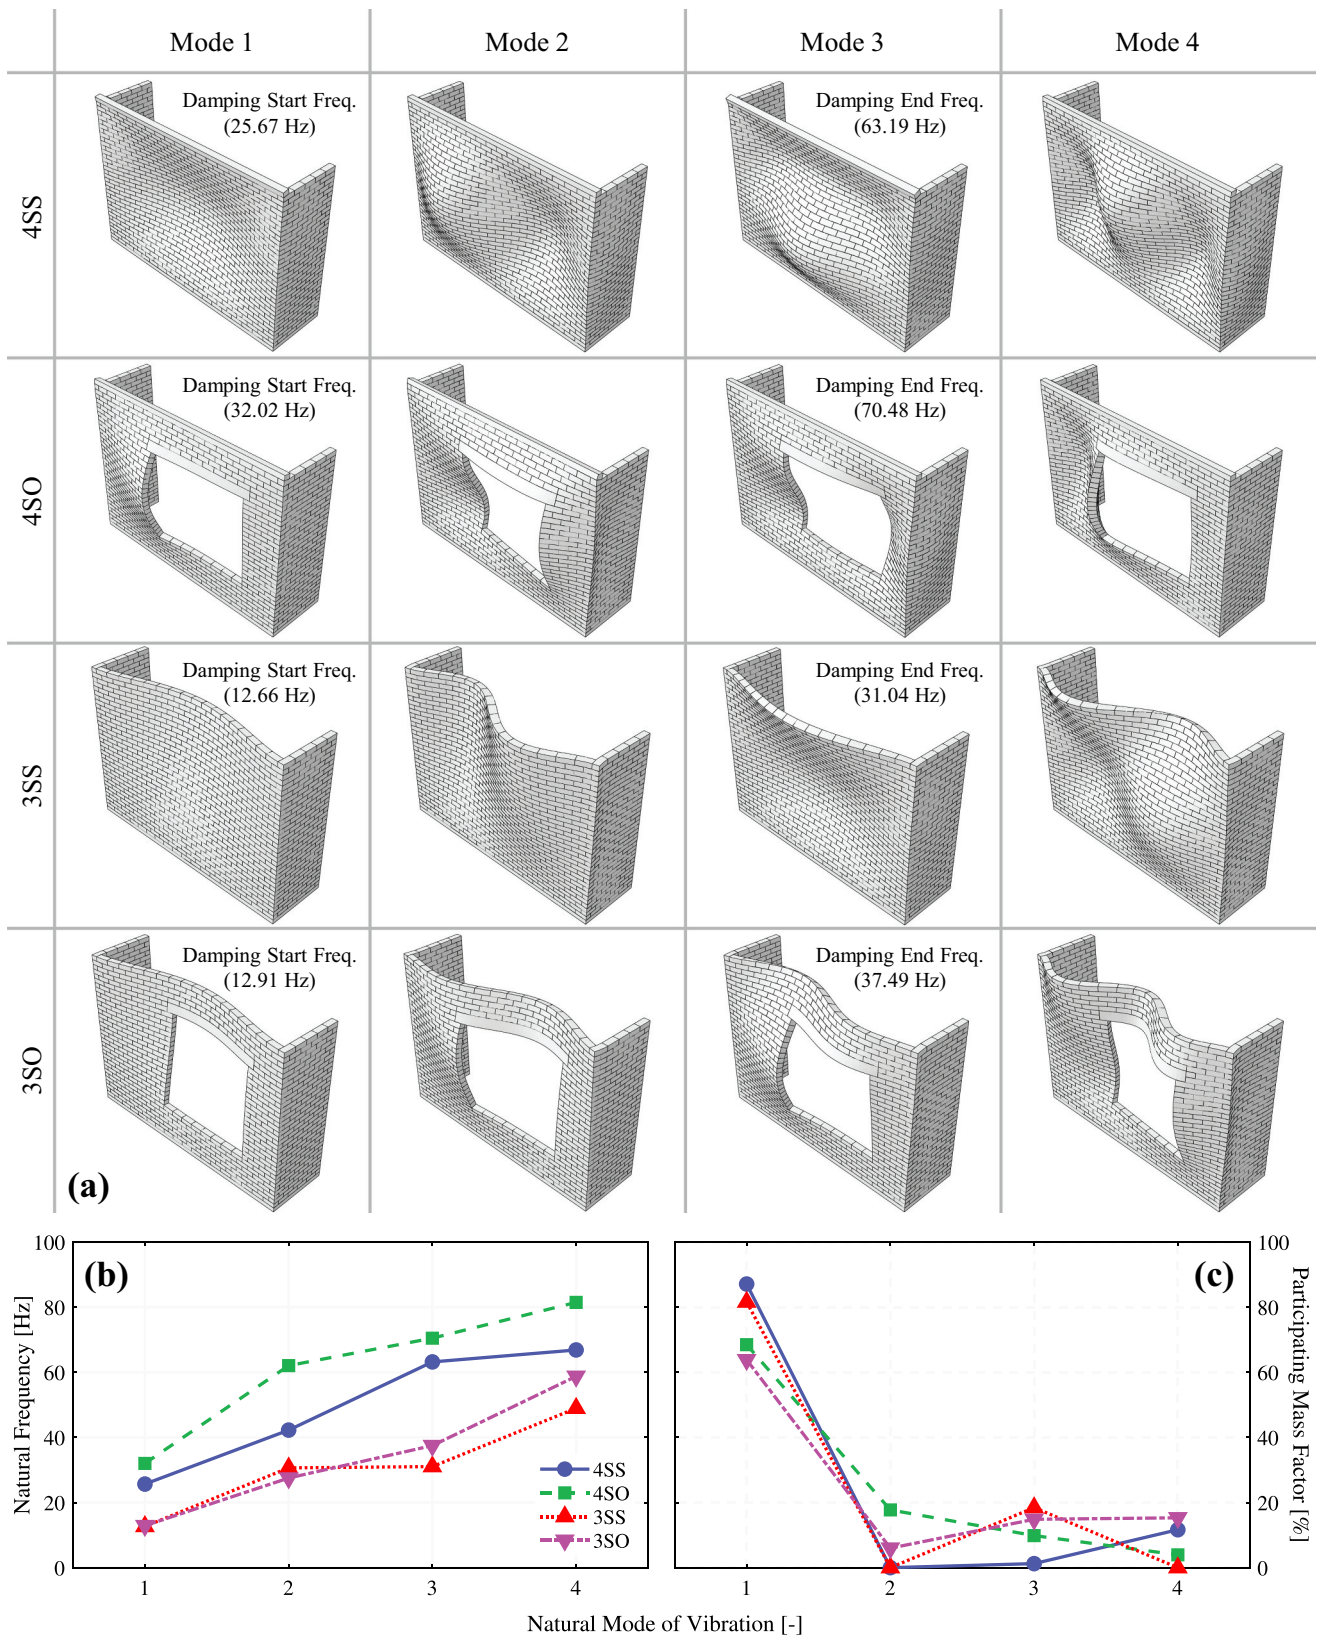 Mode 1
Mode 2
Mode 3
Mode 4
4SS
Damping Start Freq.
(25.67 Hz)
Damping End Freq.
(63.19 Hz)
4SO
Damping Start Freq.
(32.02 Hz)
Damping End Freq.
(70.48 Hz)
3SS
Damping Start Freq.
(12.66 Hz)
Damping End Freq.
(31.04 Hz)
3SO
Damping Start Freq.
(12.91 Hz)
Damping End Freq.
(37.49 Hz)
(a)
(b)
Natural Frequency [Hz]
100
80
60
40
20
0
1
2
3
4
4SS
4SO
3SS
3SO
(c)
Participating Mass Factor [%]
100
80
60
40
20
0
1
2
3
4
Natural Mode of Vibration [-]